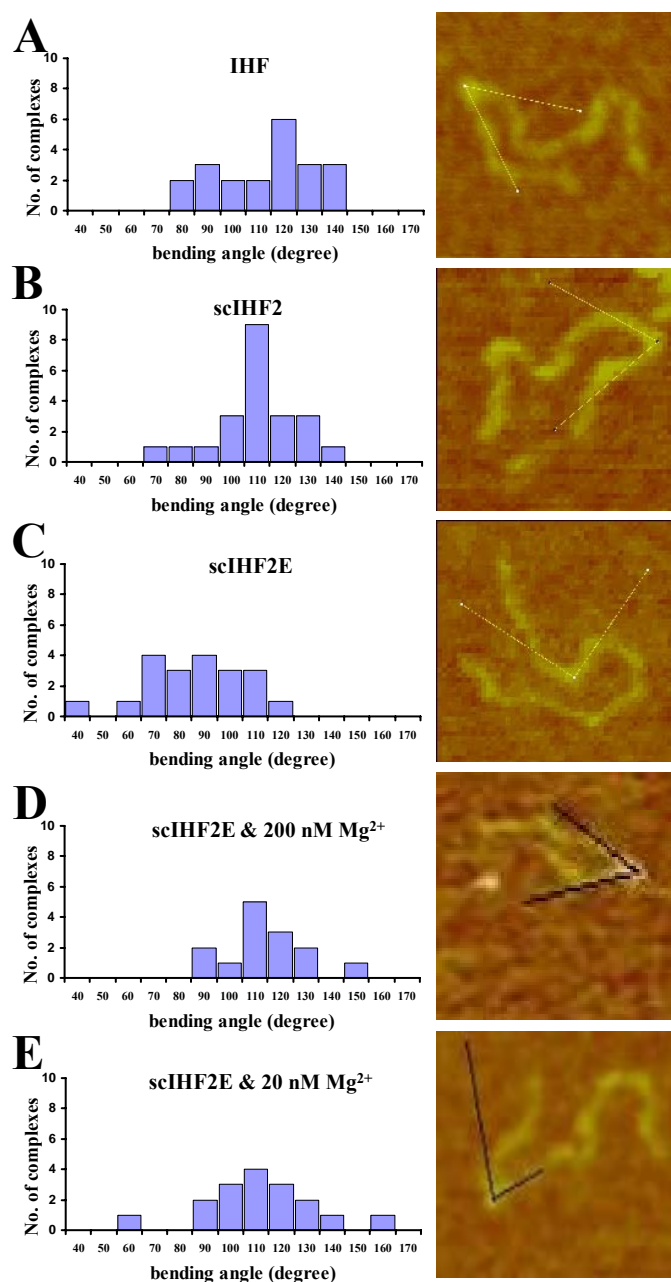 A
IHF
No. of complexes
10
8
6
4
2
0
40 50 60 70 80 90 100 110 120 130 140 150 160 170
bending angle (degree)
B
scIHF2
No. of complexes
10
8
6
4
2
0
40 50 60 70 80 90 100 110 120 130 140 150 160 170
bending angle (degree)
C
scIHF2E
No. of complexes
10
8
6
4
2
0
40 50 60 70 80 90 100 110 120 130 140 150 160 170
bending angle (degree)
D
scIHF2E & 200 nM Mg²⁺
No. of complexes
10
8
6
4
2
0
40 50 60 70 80 90 100 110 120 130 140 150 160 170
bending angle (degree)
E
scIHF2E & 20 nM Mg²⁺
No. of complexes
10
8
6
4
2
0
40 50 60 70 80 90 100 110 120 130 140 150 160 170
bending angle (degree)